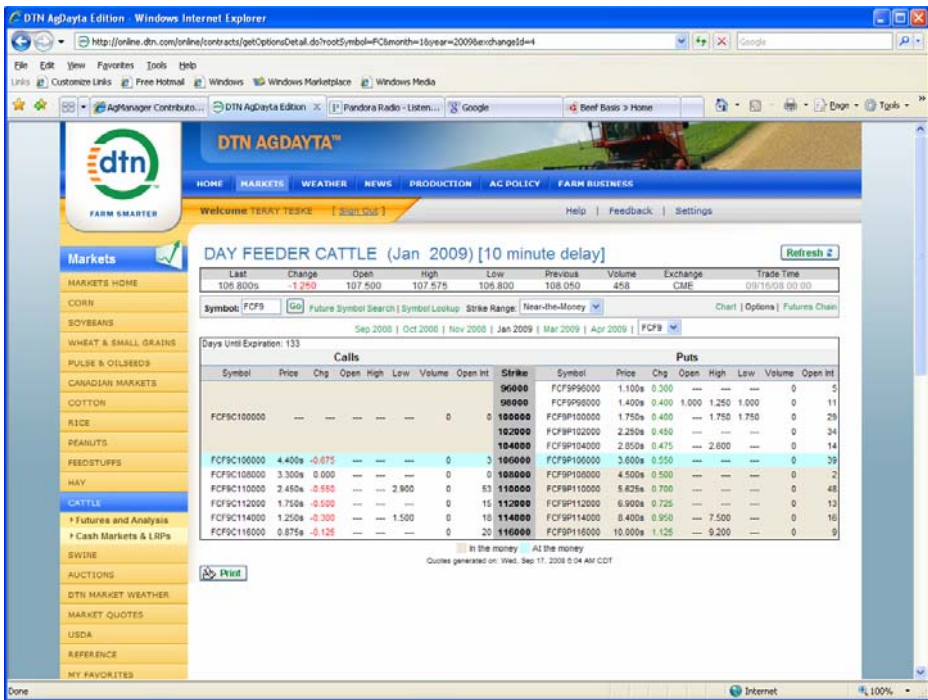 DTN AgDayta Edition - Windows Internet Explorer
http://online.dtn.com/online/contracts/getOptionsDetail.do?rootSymbol=FC&month=1&year=2009&exchangeId=4
Google
File Edit View Favorites Tools Help
Links Customize Links Free Hotmail Windows Windows Marketplace Windows Media
AgManager Contributo... DTN AgDayta Edition Pandora Radio - Listen... Google Beef Basis > Home Page Tools
dtn
FARM SMARTER
DTN AGDAYTA™
HOME MARKETS WEATHER NEWS PRODUCTION AG POLICY FARM BUSINESS
Welcome TERRY TESKE [ Sign Out ] Help | Feedback | Settings
Markets
MARKETS HOME
CORN
SOYBEANS
WHEAT & SMALL GRAINS
PULSE & OILSEEDS
CANADIAN MARKETS
COTTON
RICE
PEANUTS
FEEDSTUFFS
HAY
CATTLE
Futures and Analysis
Cash Markets & LRPs
SWINE
AUCTIONS
DTN MARKET WEATHER
MARKET QUOTES
USDA
REFERENCE
MY FAVORITES
DAY FEEDER CATTLE (Jan 2009) [10 minute delay]
Refresh
Last Change Open High Low Previous Volume Exchange Trade Time
106.800s -1.250 107.500 107.575 106.800 108.050 458 CME 09/16/08 00:00
Symbol: FCF9 Go Future Symbol Search | Symbol Lookup Strike Range: Near-the-Money Chart | Options | Futures Chain
Sep 2008 | Oct 2008 | Nov 2008 | Jan 2009 | Mar 2009 | Apr 2009 | FCF9
Days Until Expiration: 133
Calls Puts
Symbol Price Chg Open High Low Volume Open Int Strike Symbol Price Chg Open High Low Volume Open Int
96000 FCF9P96000 1.100s 0.300 --- --- --- 0 5
98000 FCF9P98000 1.400s 0.400 1.000 1.250 1.000 0 11
FCF9C100000 --- --- --- --- --- 0 0 100000 FCF9P100000 1.750s 0.400 --- 1.750 1.750 0 29
102000 FCF9P102000 2.250s 0.450 --- --- --- 0 34
104000 FCF9P104000 2.850s 0.475 --- 2.600 --- 0 14
FCF9C106000 4.400s -0.675 --- --- --- 0 3 106000 FCF9P106000 3.600s 0.550 --- --- --- 0 39
FCF9C108000 3.300s 0.000 --- --- --- 0 0 108000 FCF9P108000 4.500s 0.500 --- --- --- 0 2
FCF9C110000 2.450s -0.550 --- --- 2.900 0 53 110000 FCF9P110000 5.625s 0.700 --- --- --- 0 48
FCF9C112000 1.750s -0.500 --- --- --- 0 15 112000 FCF9P112000 6.900s 0.725 --- --- --- 0 13
FCF9C114000 1.250s -0.300 --- --- 1.500 0 18 114000 FCF9P114000 8.400s 0.950 --- 7.500 --- 0 16
FCF9C116000 0.875s -0.125 --- --- --- 0 20 116000 FCF9P116000 10.000s 1.125 --- 9.200 --- 0 9
In the money At the money
Quotes generated on: Wed, Sep 17, 2008 6:04 AM CDT
Print
Done Internet 100%